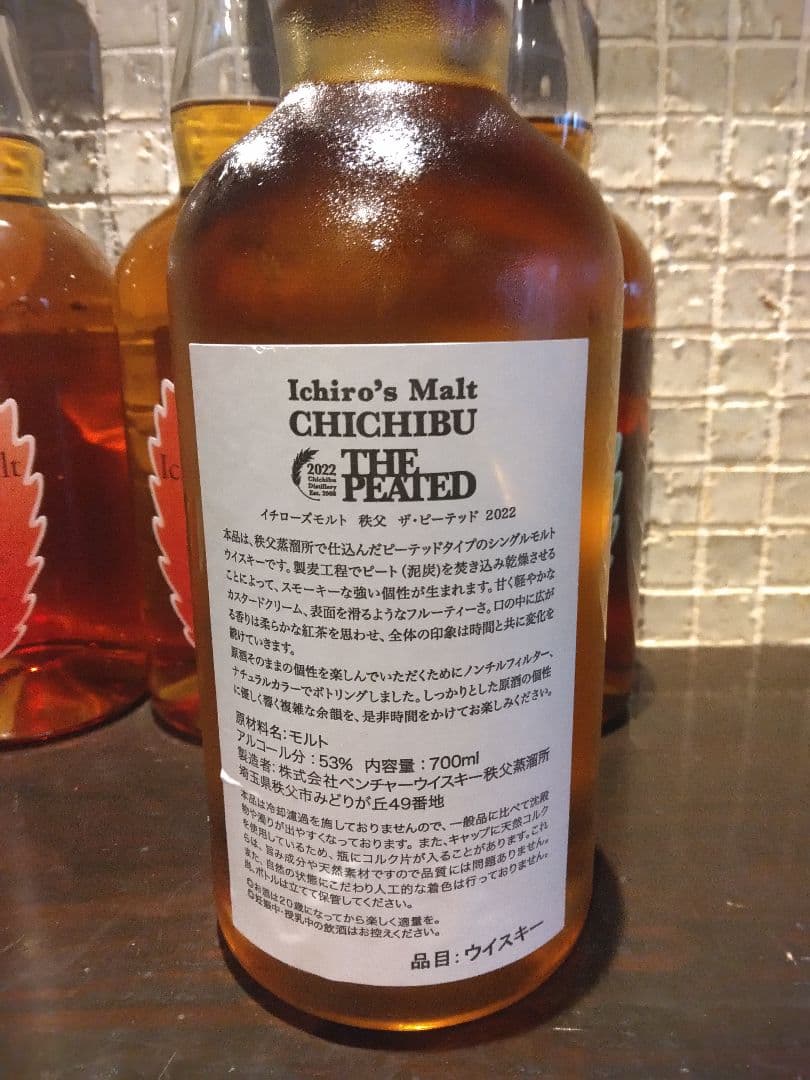 Ichiro's Malt
CHICHIBU
2022
Chichibu
Distillery
Est. 2008
THE
PEATED
イチローズモルト 秩父 ザ・ピーテッド 2022
本品は、秩父蒸溜所で仕込んだピーテッドタイプのシングルモルト
ウイスキーです。製麦工程でピート(泥炭)を焚き込み乾燥させる
ことによって、スモーキーな強い個性が生まれます。甘く軽やかな
カスタードクリーム、表面を滑るようなフルーティーさ。口の中に広が
る香りは柔らかな紅茶を思わせ、全体の印象は時間と共に変化を
続けていきます。
原酒そのままの個性を楽しんでいただくためにノンチルフィルター、
ナチュラルカラーでボトリングしました。しっかりとした原酒の個性
に優しく響く複雑な余韻を、是非時間をかけてお楽しみください。
原材料名:モルト
アルコール分:53% 内容量:700ml
製造者:株式会社ベンチャーウイスキー秩父蒸溜所
埼玉県秩父市みどりが丘49番地
本品は冷却濾過を施しておりませんので、一般品に比べて沈殿
物や濁りが出やすくなっております。また、キャップに天然コルク
を使用しているため、瓶にコルク片が入ることがあります。これ
らは、旨み成分や天然素材ですので品質には問題ありません。
また、自然の状態にこだわり人工的な着色は行っておりません。
尚、ボトルは立てて保管してください。
◎お酒は20歳になってから楽しく適量を。
◎妊娠中・授乳中の飲酒はお控えください。
品目:ウイスキー